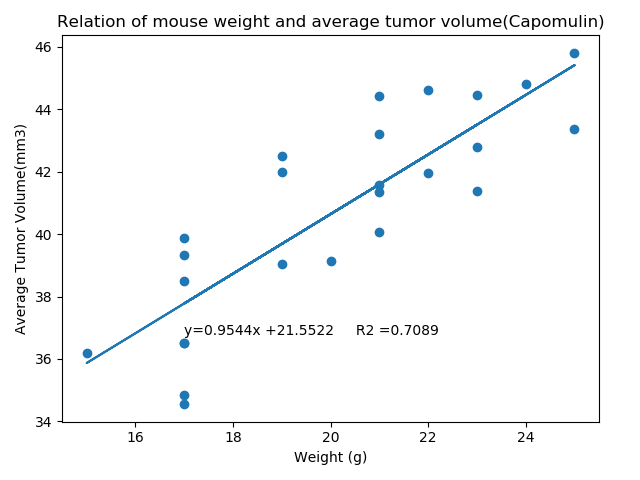 Relation of mouse weight and average tumor volume(Capomulin)
46
44
42
40
38
36
34
Average Tumor Volume(mm3)
y=0.9544x +21.5522     R2 =0.7089
16 18 20 22 24
Weight (g)